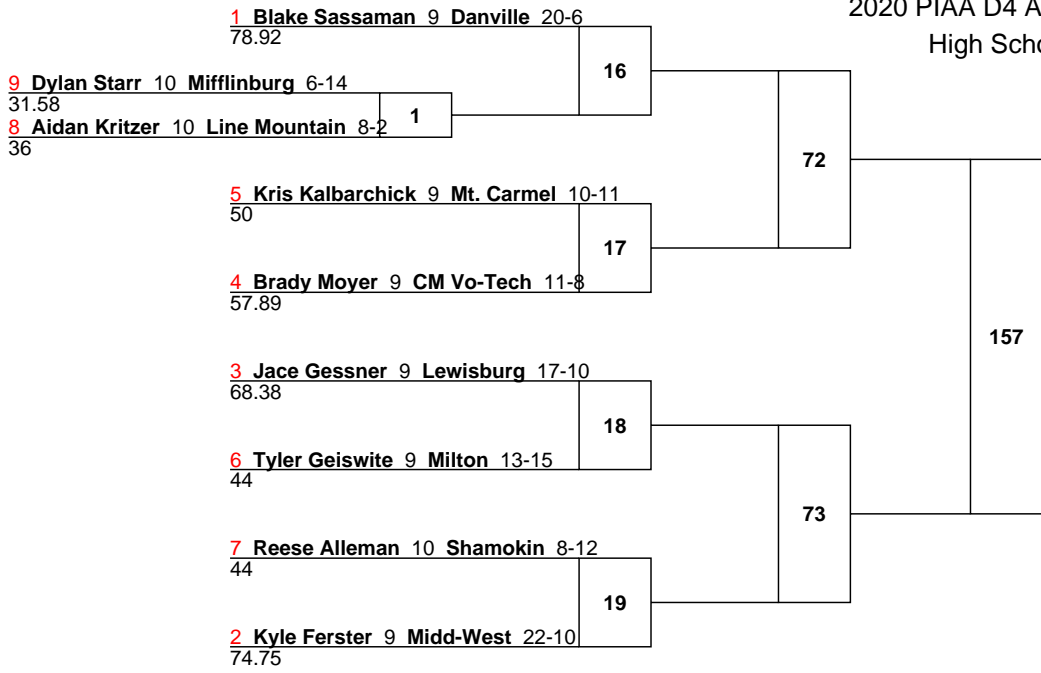 2020 PIAA D4 A
High Scho
1 Blake Sassaman 9 Danville 20-6
78.92
16
9 Dylan Starr 10 Mifflinburg 6-14
31.58
1
8 Aidan Kritzer 10 Line Mountain 8-2
36
72
5 Kris Kalbarchick 9 Mt. Carmel 10-11
50
17
4 Brady Moyer 9 CM Vo-Tech 11-8
57.89
157
3 Jace Gessner 9 Lewisburg 17-10
68.38
18
6 Tyler Geiswite 9 Milton 13-15
44
73
7 Reese Alleman 10 Shamokin 8-12
44
19
2 Kyle Ferster 9 Midd-West 22-10
74.75